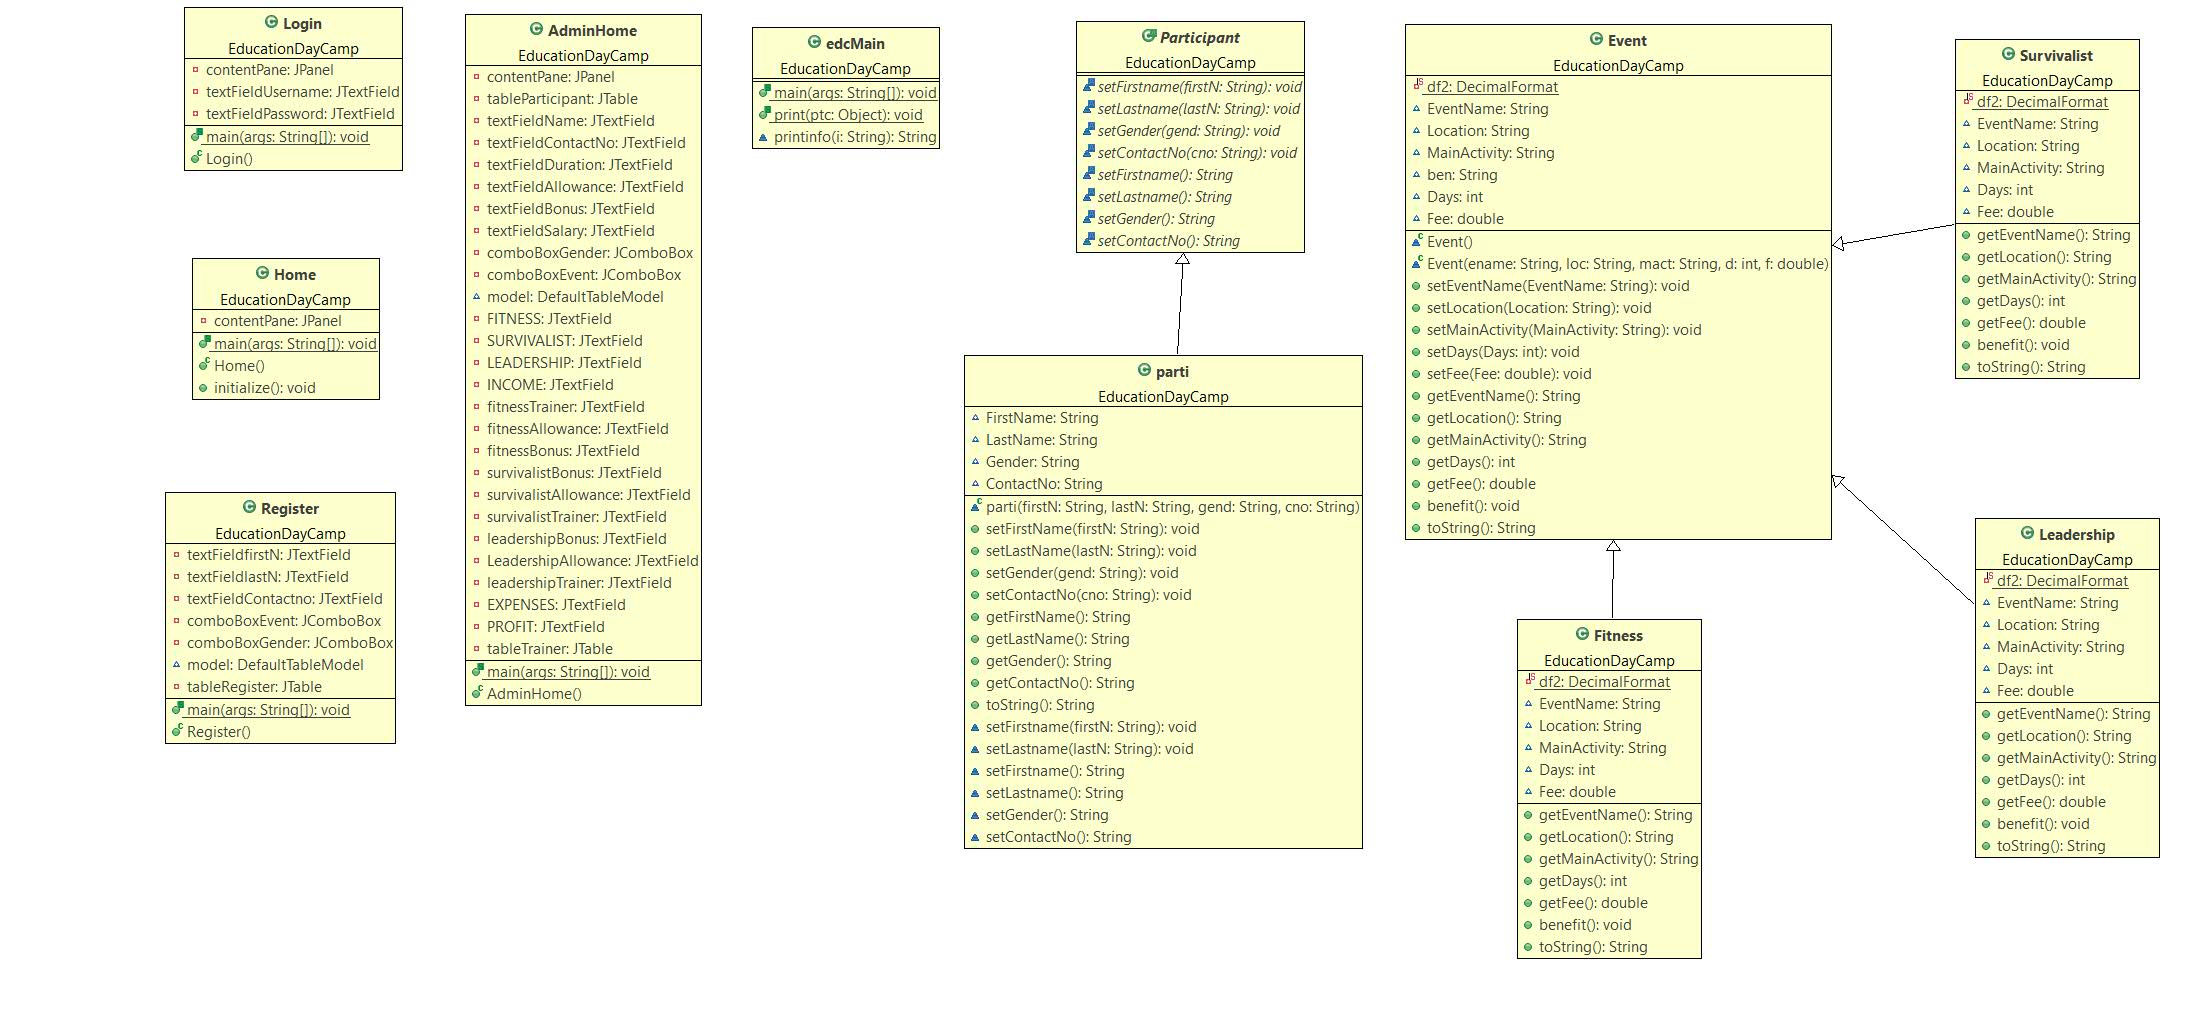 Login
EducationDayCamp
contentPane: JPanel
textFieldUsername: JTextField
textFieldPassword: JTextField
main(args: String[]): void
Login()
Home
EducationDayCamp
contentPane: JPanel
main(args: String[]): void
Home()
initialize(): void
Register
EducationDayCamp
textFieldfirstN: JTextField
textFieldlastN: JTextField
textFieldContactno: JTextField
comboBoxEvent: JComboBox
comboBoxGender: JComboBox
model: DefaultTableModel
tableRegister: JTable
main(args: String[]): void
Register()
AdminHome
EducationDayCamp
contentPane: JPanel
tableParticipant: JTable
textFieldName: JTextField
textFieldContactNo: JTextField
textFieldDuration: JTextField
textFieldAllowance: JTextField
textFieldBonus: JTextField
textFieldSalary: JTextField
comboBoxGender: JComboBox
comboBoxEvent: JComboBox
model: DefaultTableModel
FITNESS: JTextField
SURVIVALIST: JTextField
LEADERSHIP: JTextField
INCOME: JTextField
fitnessTrainer: JTextField
fitnessAllowance: JTextField
fitnessBonus: JTextField
survivalistBonus: JTextField
survivalistAllowance: JTextField
survivalistTrainer: JTextField
leadershipBonus: JTextField
LeadershipAllowance: JTextField
leadershipTrainer: JTextField
EXPENSES: JTextField
PROFIT: JTextField
tableTrainer: JTable
main(args: String[]): void
AdminHome()
edcMain
EducationDayCamp
main(args: String[]): void
print(ptc: Object): void
printinfo(i: String): String
Participant
EducationDayCamp
setFirstname(firstN: String): void
setLastname(lastN: String): void
setGender(gend: String): void
setContactNo(cno: String): void
setFirstname(): String
setLastname(): String
setGender(): String
setContactNo(): String
parti
EducationDayCamp
FirstName: String
LastName: String
Gender: String
ContactNo: String
parti(firstN: String, lastN: String, gend: String, cno: String)
setFirstName(firstN: String): void
setLastName(lastN: String): void
setGender(gend: String): void
setContactNo(cno: String): void
getFirstName(): String
getLastName(): String
getGender(): String
getContactNo(): String
toString(): String
setFirstname(firstN: String): void
setLastname(lastN: String): void
setFirstname(): String
setLastname(): String
setGender(): String
setContactNo(): String
Event
EducationDayCamp
df2: DecimalFormat
EventName: String
Location: String
MainActivity: String
ben: String
Days: int
Fee: double
Event()
Event(ename: String, loc: String, mact: String, d: int, f: double)
setEventName(EventName: String): void
setLocation(Location: String): void
setMainActivity(MainActivity: String): void
setDays(Days: int): void
setFee(Fee: double): void
getEventName(): String
getLocation(): String
getMainActivity(): String
getDays(): int
getFee(): double
benefit(): void
toString(): String
Fitness
EducationDayCamp
df2: DecimalFormat
EventName: String
Location: String
MainActivity: String
Days: int
Fee: double
getEventName(): String
getLocation(): String
getMainActivity(): String
getDays(): int
getFee(): double
benefit(): void
toString(): String
Survivalist
EducationDayCamp
df2: DecimalFormat
EventName: String
Location: String
MainActivity: String
Days: int
Fee: double
getEventName(): String
getLocation(): String
getMainActivity(): String
getDays(): int
getFee(): double
benefit(): void
toString(): String
Leadership
EducationDayCamp
df2: DecimalFormat
EventName: String
Location: String
MainActivity: String
Days: int
Fee: double
getEventName(): String
getLocation(): String
getMainActivity(): String
getDays(): int
getFee(): double
benefit(): void
toString(): String